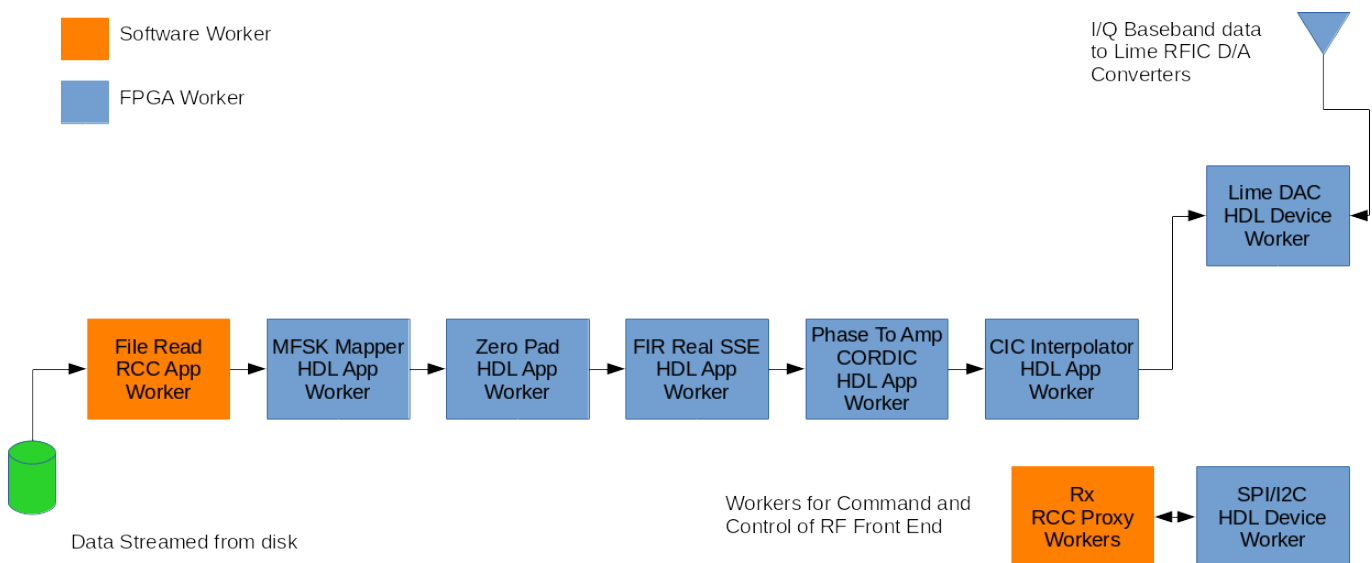 Software Worker
FPGA Worker
I/Q Baseband data
to Lime RFIC D/A
Converters
Lime DAC
HDL Device
Worker
File Read
RCC App
Worker
MFSK Mapper
HDL App
Worker
Zero Pad
HDL App
Worker
FIR Real SSE
HDL App
Worker
Phase To Amp
CORDIC
HDL App
Worker
CIC Interpolator
HDL App
Worker
Data Streamed from disk
Workers for Command and
Control of RF Front End
Rx
RCC Proxy
Workers
SPI/I2C
HDL Device
Worker